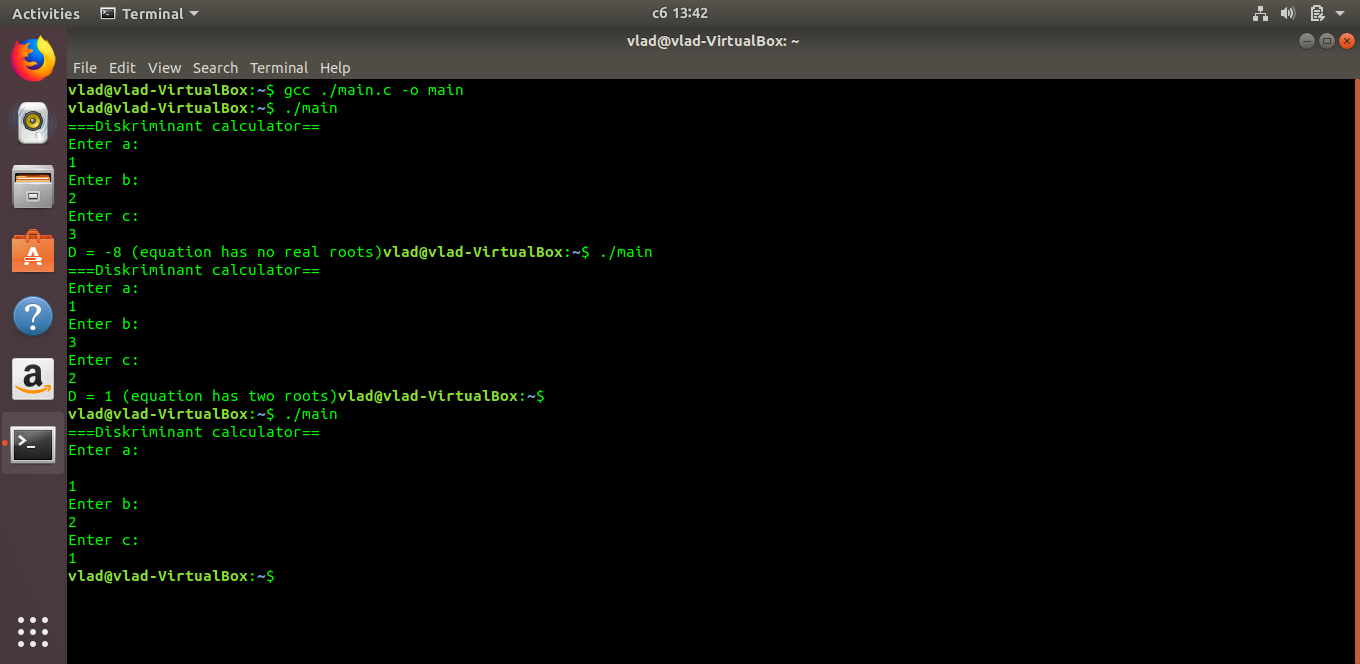 Activities Terminal сб 13:42
vlad@vlad-VirtualBox: ~
File Edit View Search Terminal Help
vlad@vlad-VirtualBox:~$ gcc ./main.c -o main
vlad@vlad-VirtualBox:~$ ./main
===Diskriminant calculator==
Enter a:
1
Enter b:
2
Enter c:
3
D = -8 (equation has no real roots)vlad@vlad-VirtualBox:~$ ./main
===Diskriminant calculator==
Enter a:
1
Enter b:
3
Enter c:
2
D = 1 (equation has two roots)vlad@vlad-VirtualBox:~$
vlad@vlad-VirtualBox:~$ ./main
===Diskriminant calculator==
Enter a:
1
Enter b:
2
Enter c:
1
vlad@vlad-VirtualBox:~$